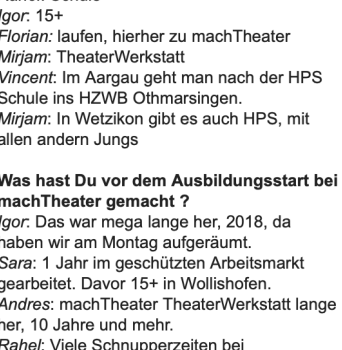 Igor: 15+
Florian: laufen, hierher zu machTheater
Mirjam: TheaterWerkstatt
Vincent: Im Aargau geht man nach der HPS
Schule ins HZWB Othmarsingen.
Mirjam: In Wetzikon gibt es auch HPS, mit
allen andern Jungs
Was hast Du vor dem Ausbildungsstart bei
machTheater gemacht ?
Igor: Das war mega lange her, 2018, da
haben wir am Montag aufgeräumt.
Sara: 1 Jahr im geschützten Arbeitsmarkt
gearbeitet. Davor 15+ in Wollishofen.
Andres: machTheater TheaterWerkstatt lange
her, 10 Jahre und mehr.
Rahel: Viele Schnupperzeiten bei